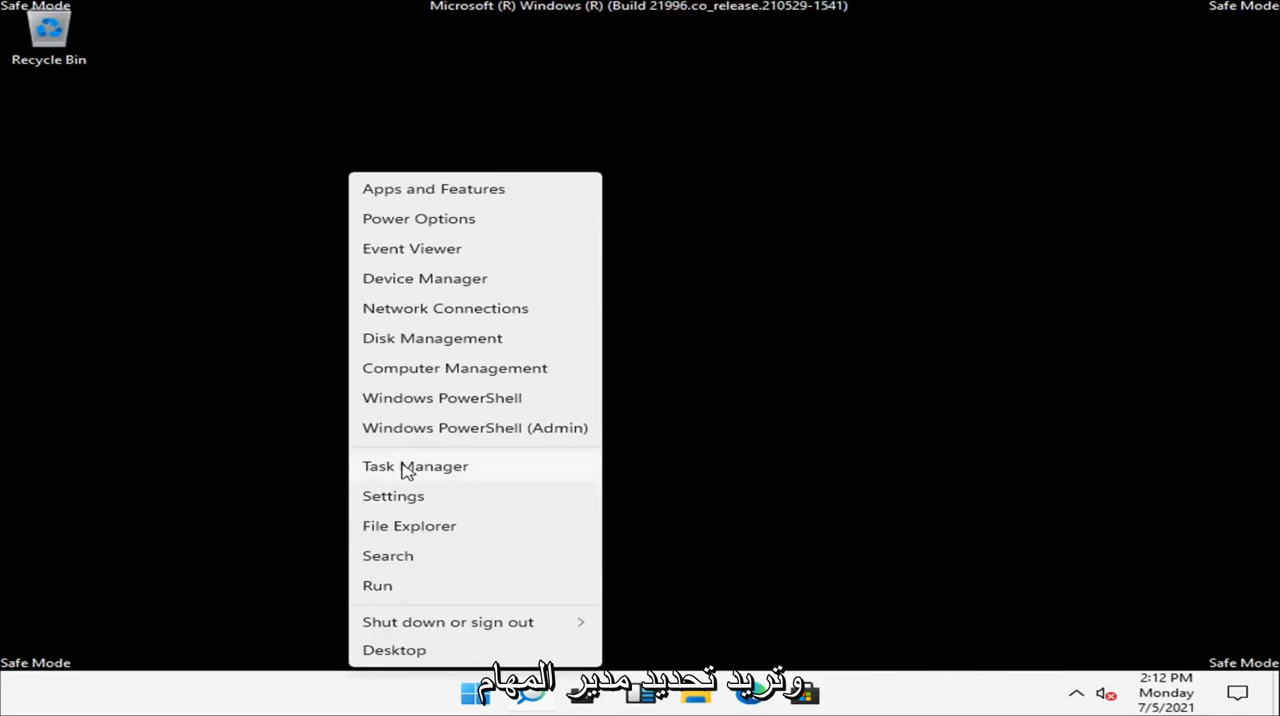 Safe Mode
Microsoft (R) Windows (R) (Build 21996.co_release.210529-1541)
Safe Mode
Recycle Bin
Apps and Features
Power Options
Event Viewer
Device Manager
Network Connections
Disk Management
Computer Management
Windows PowerShell
Windows PowerShell (Admin)
Task Manager
Settings
File Explorer
Search
Run
Shut down or sign out
Desktop
Safe Mode
Safe Mode
وتريد تحديد مدير المهام
2:12 PM
Monday
7/5/2021